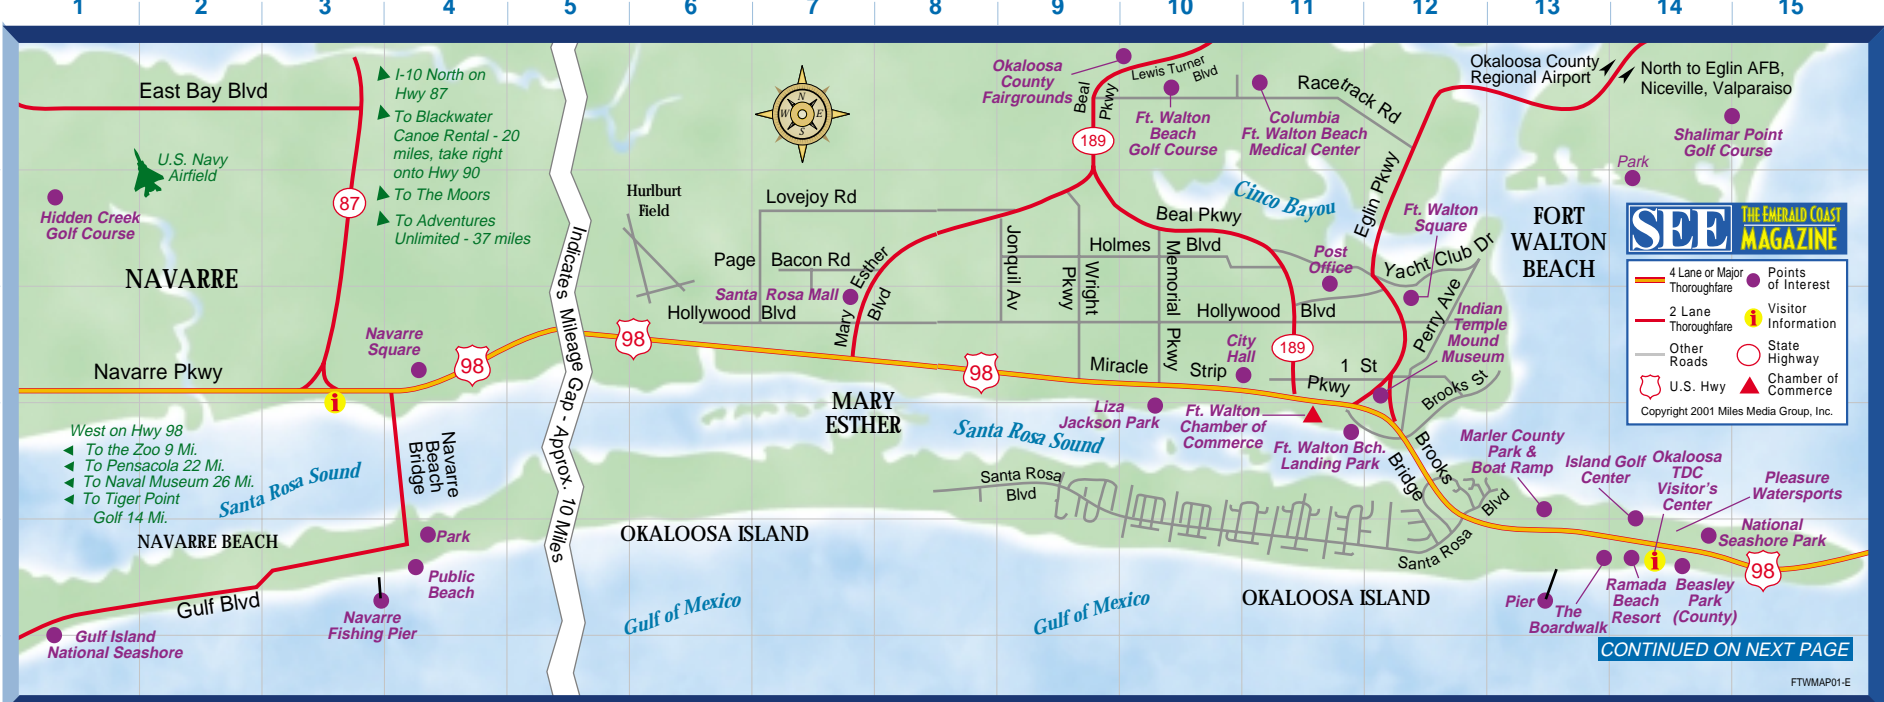 1 2 3 4 5 6 7 8 9 10 11 12 13 14 15
East Bay Blvd
I-10 North on
Hwy 87
To Blackwater
Canoe Rental - 20
miles, take right
onto Hwy 90
To The Moors
To Adventures
Unlimited - 37 miles
U.S. Navy
Airfield
87
Hidden Creek
Golf Course
NAVARRE
Navarre
Square
98
Navarre Pkwy
i
West on Hwy 98
To the Zoo 9 Mi.
To Pensacola 22 Mi.
To Naval Museum 26 Mi.
To Tiger Point
Golf 14 Mi.
Santa Rosa Sound
Navarre
Beach
Bridge
NAVARRE BEACH
Park
Public
Beach
Gulf Blvd
Navarre
Fishing Pier
Gulf Island
National Seashore
Indicates Mileage Gap - Approx. 10 Miles
N
E
S
W
Hurlburt
Field
98
Lovejoy Rd
Page
Bacon Rd
Santa Rosa Mall
Hollywood Blvd
Mary Esther
Blvd
Okaloosa
County
Fairgrounds
Beal
Pkwy
Lewis Turner
Blvd
189
Ft. Walton
Beach
Golf Course
Columbia
Ft. Walton Beach
Medical Center
Racetrack Rd
Cinco Bayou
Beal Pkwy
Eglin Pkwy
Jonquil Av
Holmes Blvd
Wright
Pkwy
Memorial Pkwy
Hollywood Blvd
Post
Office
Ft. Walton
Square
Yacht Club Dr
Perry Ave
Indian
Temple
Mound
Museum
City
Hall
189
98
Miracle Strip Pkwy
1 St
Brooks St
MARY
ESTHER
Santa Rosa Sound
Liza
Jackson Park
Ft. Walton
Chamber of
Commerce
Ft. Walton Bch.
Landing Park
Brooks
Bridge
Santa Rosa
Blvd
OKALOOSA ISLAND
Gulf of Mexico
Gulf of Mexico
Santa Rosa
Blvd
OKALOOSA ISLAND
Okaloosa County
Regional Airport
North to Eglin AFB,
Niceville, Valparaiso
Shalimar Point
Golf Course
Park
FORT
WALTON
BEACH
SEE
THE EMERALD COAST
MAGAZINE
4 Lane or Major
Thoroughfare
Points
of Interest
2 Lane
Thoroughfare
i
Visitor
Information
Other
Roads
State
Highway
U.S. Hwy
Chamber of
Commerce
Copyright 2001 Miles Media Group, Inc.
Marler County
Park &
Boat Ramp
Island Golf
Center
Okaloosa
TDC
Visitor's
Center
Pleasure
Watersports
National
Seashore Park
98
i
Pier
The
Boardwalk
Ramada
Beach
Resort
Beasley
Park
(County)
CONTINUED ON NEXT PAGE
FTWMAP01-E